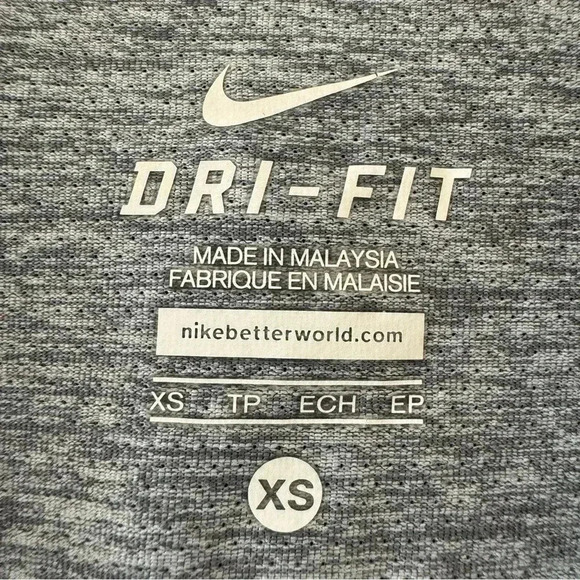 DRI-FIT
MADE IN MALAYSIA
FABRIQUE EN MALAISIE
nikebetterworld.com
XS TP ECH EP
XS